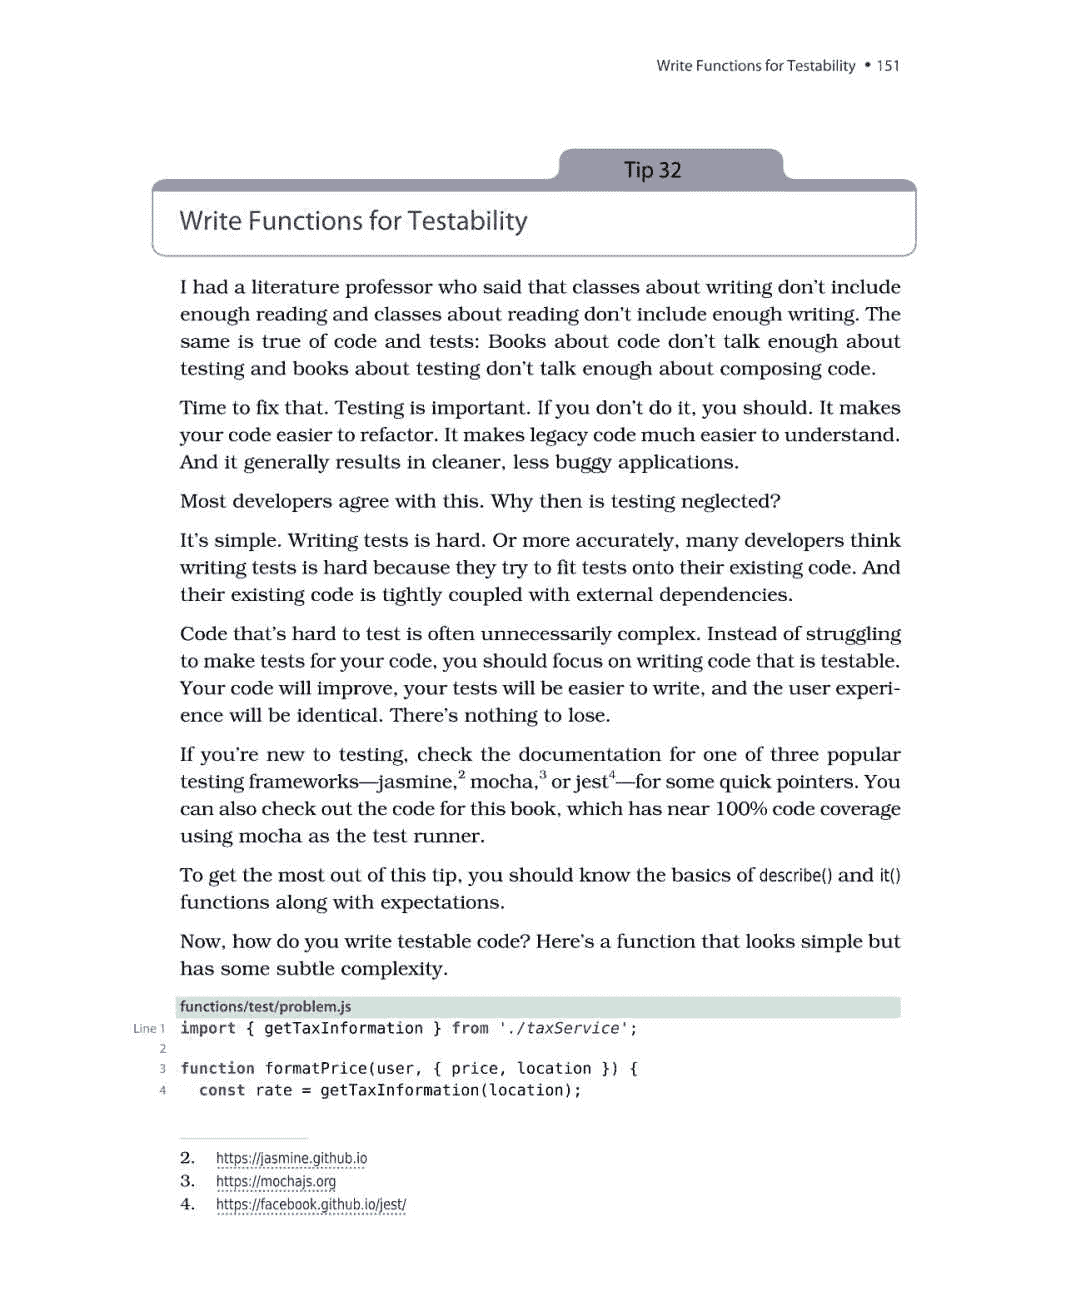 Write Functions for Testability • 151
Tip 32
Write Functions for Testability
I had a literature professor who said that classes about writing don't include
enough reading and classes about reading don't include enough writing. The
same is true of code and tests: Books about code don't talk enough about
testing and books about testing don't talk enough about composing code.
Time to fix that. Testing is important. If you don't do it, you should. It makes
your code easier to refactor. It makes legacy code much easier to understand.
And it generally results in cleaner, less buggy applications.
Most developers agree with this. Why then is testing neglected?
It's simple. Writing tests is hard. Or more accurately, many developers think
writing tests is hard because they try to fit tests onto their existing code. And
their existing code is tightly coupled with external dependencies.
Code that's hard to test is often unnecessarily complex. Instead of struggling
to make tests for your code, you should focus on writing code that is testable.
Your code will improve, your tests will be easier to write, and the user experi-
ence will be identical. There's nothing to lose.
If you're new to testing, check the documentation for one of three popular
testing frameworks—jasmine,² mocha,³ or jest⁴—for some quick pointers. You
can also check out the code for this book, which has near 100% code coverage
using mocha as the test runner.
To get the most out of this tip, you should know the basics of describe() and it()
functions along with expectations.
Now, how do you write testable code? Here's a function that looks simple but
has some subtle complexity.
functions/test/problem.js
Line 1 import { getTaxInformation } from './taxService';
2
3 function formatPrice(user, { price, location }) {
4 const rate = getTaxInformation(location);
2. https://jasmine.github.io
3. https://mochajs.org
4. https://facebook.github.io/jest/